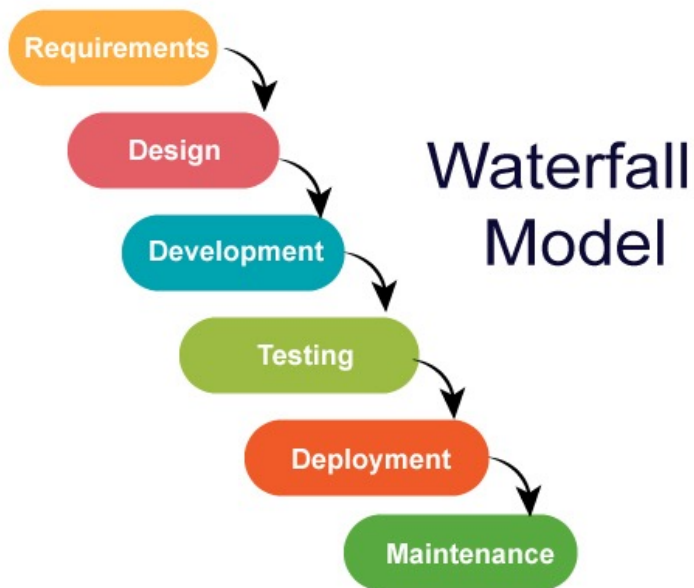 Requirements
Design
Waterfall
Model
Development
Testing
Deployment
Maintenance